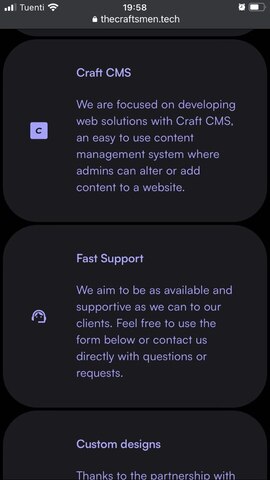 Tuenti
19:58
thecraftsmen.tech
Craft CMS
We are focused on developing
web solutions with Craft CMS,
an easy to use content
management system where
admins can alter or add
content to a website.
C
Fast Support
We aim to be as available and
supportive as we can to our
clients. Feel free to use the
form below or contact us
directly with questions or
requests.
Custom designs
Thanks to the partnership with